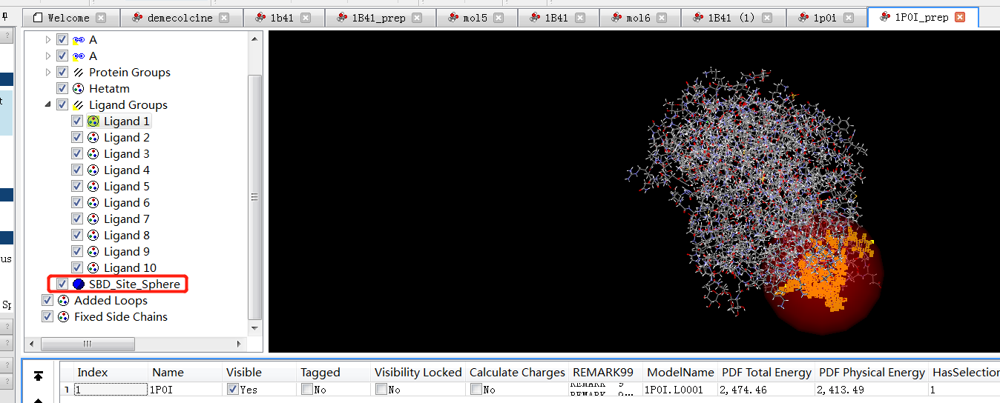 Welcome demecolcine 1b41 1B41_prep mol5 1B41 mol6 1B41 (1) 1p0i 1P0I_prep
A
A
Protein Groups
Hetatm
Ligand Groups
Ligand 1
Ligand 2
Ligand 3
Ligand 4
Ligand 5
Ligand 6
Ligand 7
Ligand 8
Ligand 9
Ligand 10
SBD_Site_Sphere
Added Loops
Fixed Side Chains
Index Name Visible Tagged Visibility Locked Calculate Charges REMARK99 ModelName PDF Total Energy PDF Physical Energy HasSelection
1 1 1P0I Yes No No No 1P0I.L0001 2,474.46 2,413.49 1